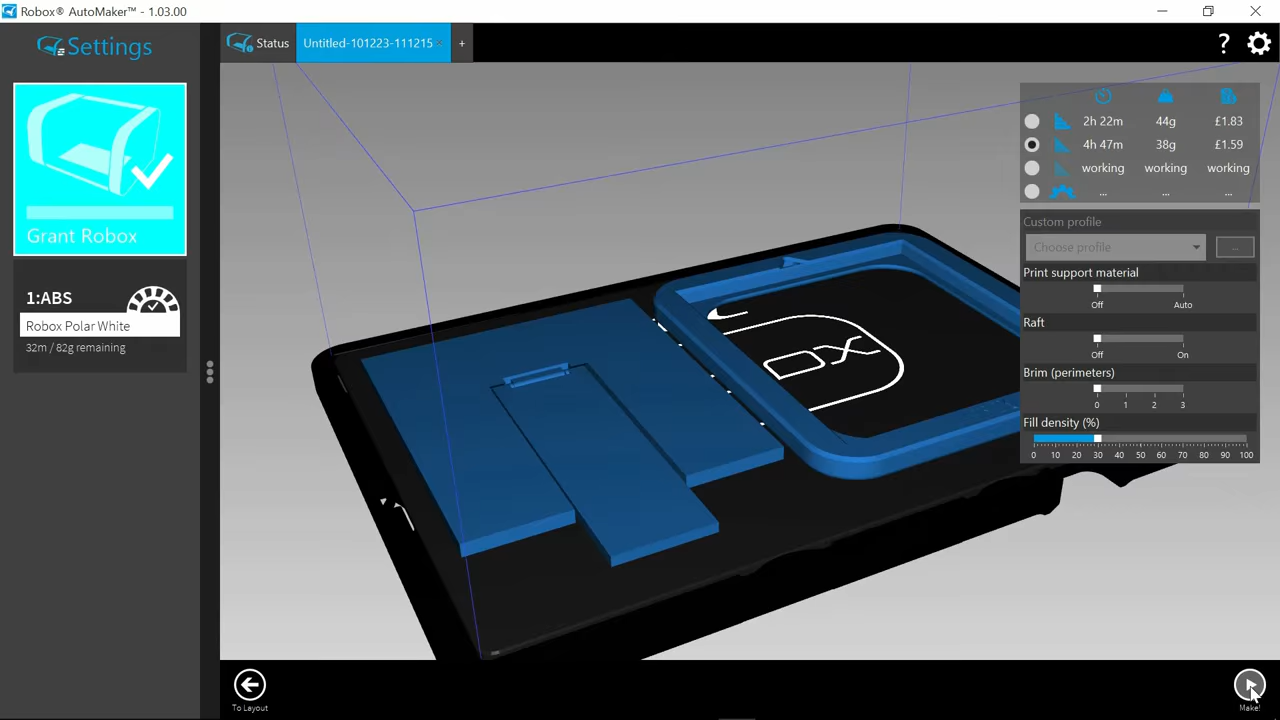 Robox® AutoMaker™ - 1.03.00
Settings
Status
Untitled-101223-111215
+
?
Grant Robox
1:ABS
Robox Polar White
32m / 82g remaining
2h 22m 44g £1.83
4h 47m 38g £1.59
working working working
... ... ...
Custom profile
Choose profile ...
Print support material
Off Auto
Raft
Off On
Brim (perimeters)
0 1 2 3
Fill density (%)
0 10 20 30 40 50 60 70 80 90 100
OX
To Layout
Make!